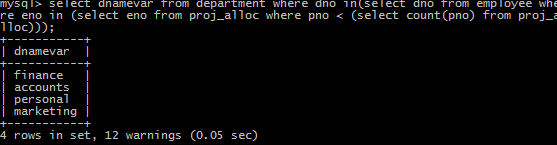 mysql> select dnamevar from department where dno in(select dno from employee whe
re eno in (select eno from proj_alloc where pno < (select count(pno) from proj_a
lloc)));
+-----------+
| dnamevar  |
+-----------+
| finance   |
| accounts  |
| personal  |
| marketing |
+-----------+
4 rows in set, 12 warnings (0.05 sec)